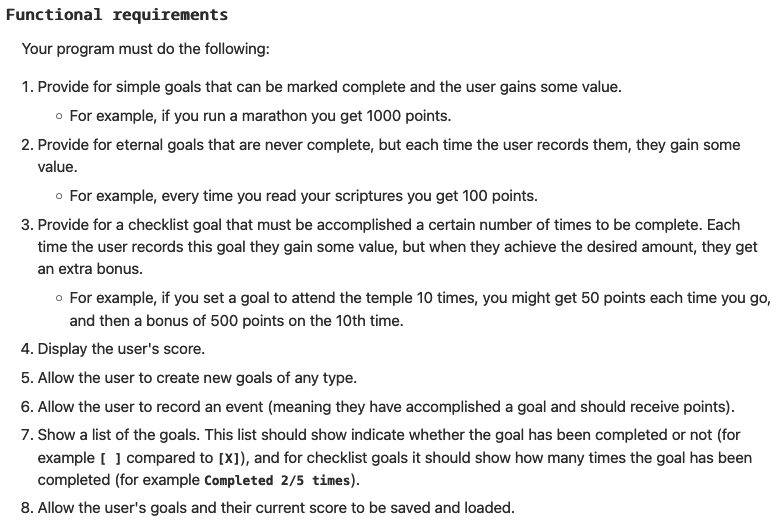 Functional requirements
Your program must do the following:
1. Provide for simple goals that can be marked complete and the user gains some value.
○ For example, if you run a marathon you get 1000 points.
2. Provide for eternal goals that are never complete, but each time the user records them, they gain some
value.
○ For example, every time you read your scriptures you get 100 points.
3. Provide for a checklist goal that must be accomplished a certain number of times to be complete. Each
time the user records this goal they gain some value, but when they achieve the desired amount, they get
an extra bonus.
○ For example, if you set a goal to attend the temple 10 times, you might get 50 points each time you go,
and then a bonus of 500 points on the 10th time.
4. Display the user's score.
5. Allow the user to create new goals of any type.
6. Allow the user to record an event (meaning they have accomplished a goal and should receive points).
7. Show a list of the goals. This list should show indicate whether the goal has been completed or not (for
example [ ] compared to [X]), and for checklist goals it should show how many times the goal has been
completed (for example Completed 2/5 times).
8. Allow the user's goals and their current score to be saved and loaded.